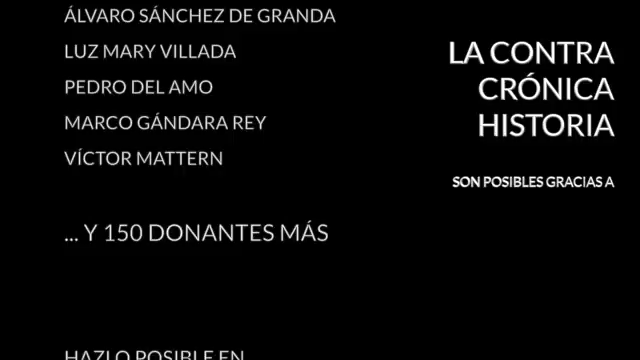 ÁLVARO SÁNCHEZ DE GRANDA
LUZ MARY VILLADA
PEDRO DEL AMO
MARCO GÁNDARA REY
VÍCTOR MATTERN
... Y 150 DONANTES MÁS
HAZLO POSIBLE EN
LA CONTRA
CRÓNICA
HISTORIA
SON POSIBLES GRACIAS A